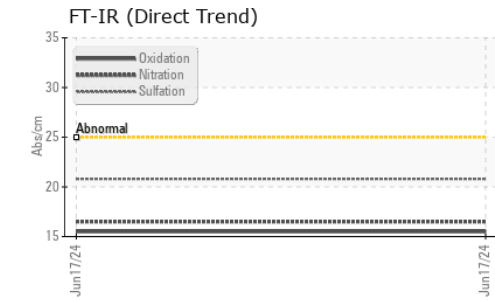 FT-IR (Direct Trend)
35
Oxidation
Nitration
Sulfation
30
Abs/cm
Abnormal
25
20
15
Jun17/24
Jun17/24